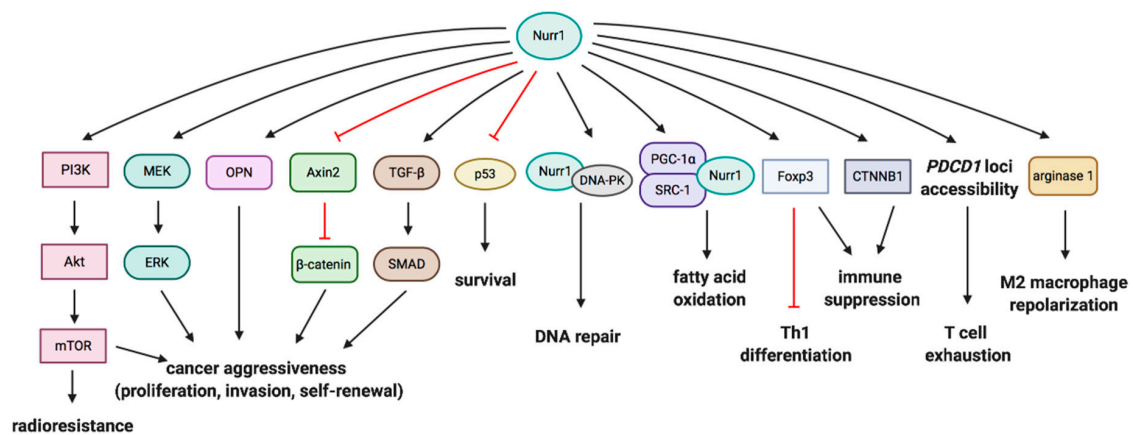 Nurr1
PI3K
MEK
OPN
Axin2
TGF-β
p53
Nurr1
DNA-PK
PGC-1α
SRC-1
Nurr1
Foxp3
CTNNB1
PDCD1 loci
accessibility
arginase 1
Akt
ERK
β-catenin
SMAD
survival
fatty acid
oxidation
immune
suppression
M2 macrophage
repolarization
mTOR
DNA repair
Th1
differentiation
T cell
exhaustion
cancer aggressiveness
(proliferation, invasion, self-renewal)
radioresistance